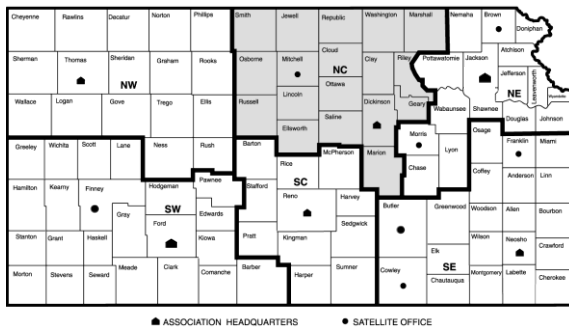 Cheyenne Rawlins Decatur Norton Phillips Smith Jewell Republic Washington Marshall Nemaha Brown Doniphan
Sherman Thomas Sheridan Graham Rooks Osborne Mitchell Cloud Clay Riley Pottawatomie Jackson Atchison
NW NC Jefferson Leavenworth
NE
Wallace Logan Gove Trego Ellis Russell Lincoln Ottawa Dickinson Geary Wabaunsee Shawnee
Ellsworth Saline Morris Osage Douglas Johnson
Greeley Wichita Scott Lane Ness Rush Barton Rice McPherson Marion Chase Lyon Franklin Miami
Hamilton Kearny Finney Hodgeman Pawnee Stafford SC Coffey Anderson Linn
SW Reno Harvey Butler Greenwood Woodson Allen Bourbon
Gray Ford Edwards Sedgwick
Stanton Grant Haskell Kiowa Pratt Kingman Elk Wilson Neosho Crawford
SE
Morton Stevens Seward Meade Clark Comanche Barber Harper Sumner Cowley Chautauqua Montgomery Labette Cherokee
ASSOCIATION HEADQUARTERS SATELLITE OFFICE